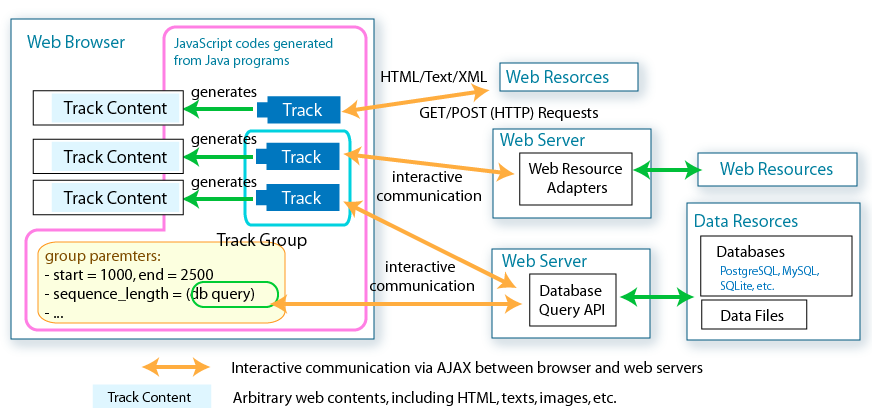 Web Browser
JavaScript codes generated
from Java programs
generates
Track Content
Track
generates
Track Content
Track
generates
Track Content
Track
Track Group
group paremters:
- start = 1000, end = 2500
- sequence_length = (db query)
- ...
HTML/Text/XML
Web Resorces
GET/POST (HTTP) Requests
interactive
communication
Web Server
Web Resource
Adapters
Web Resources
interactive
communication
Web Server
Database
Query API
Data Resorces
Databases
PostgreSQL, MySQL,
SQLite, etc.
Data Files
Interactive communication via AJAX between browser and web servers
Track Content
Arbitrary web contents, including HTML, texts, images, etc.